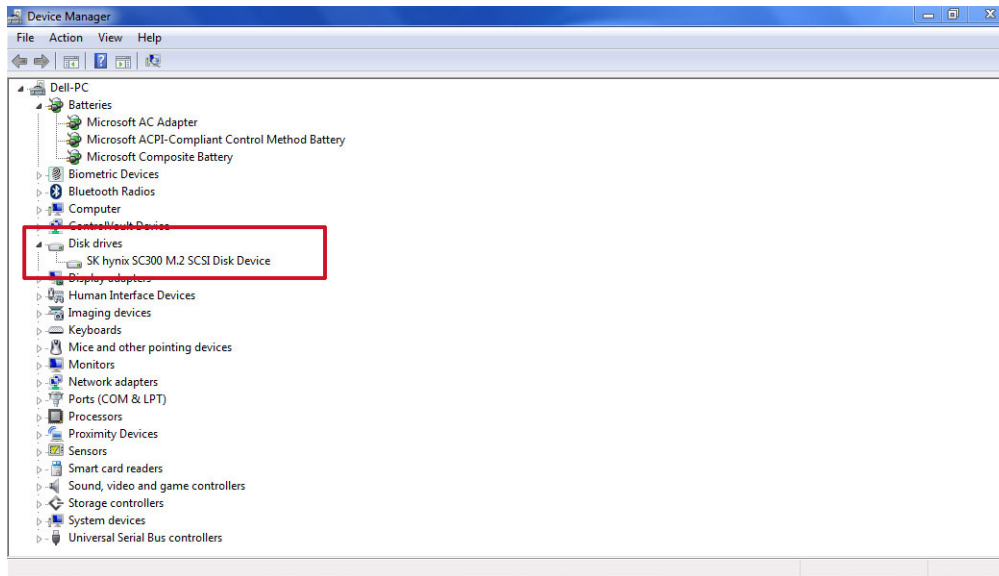 Device Manager
File Action View Help
Dell-PC
Batteries
Microsoft AC Adapter
Microsoft ACPI-Compliant Control Method Battery
Microsoft Composite Battery
Biometric Devices
Bluetooth Radios
Computer
ControlVault Device
Disk drives
SK hynix SC300 M.2 SCSI Disk Device
Display adapters
Human Interface Devices
Imaging devices
Keyboards
Mice and other pointing devices
Monitors
Network adapters
Ports (COM & LPT)
Processors
Proximity Devices
Sensors
Smart card readers
Sound, video and game controllers
Storage controllers
System devices
Universal Serial Bus controllers